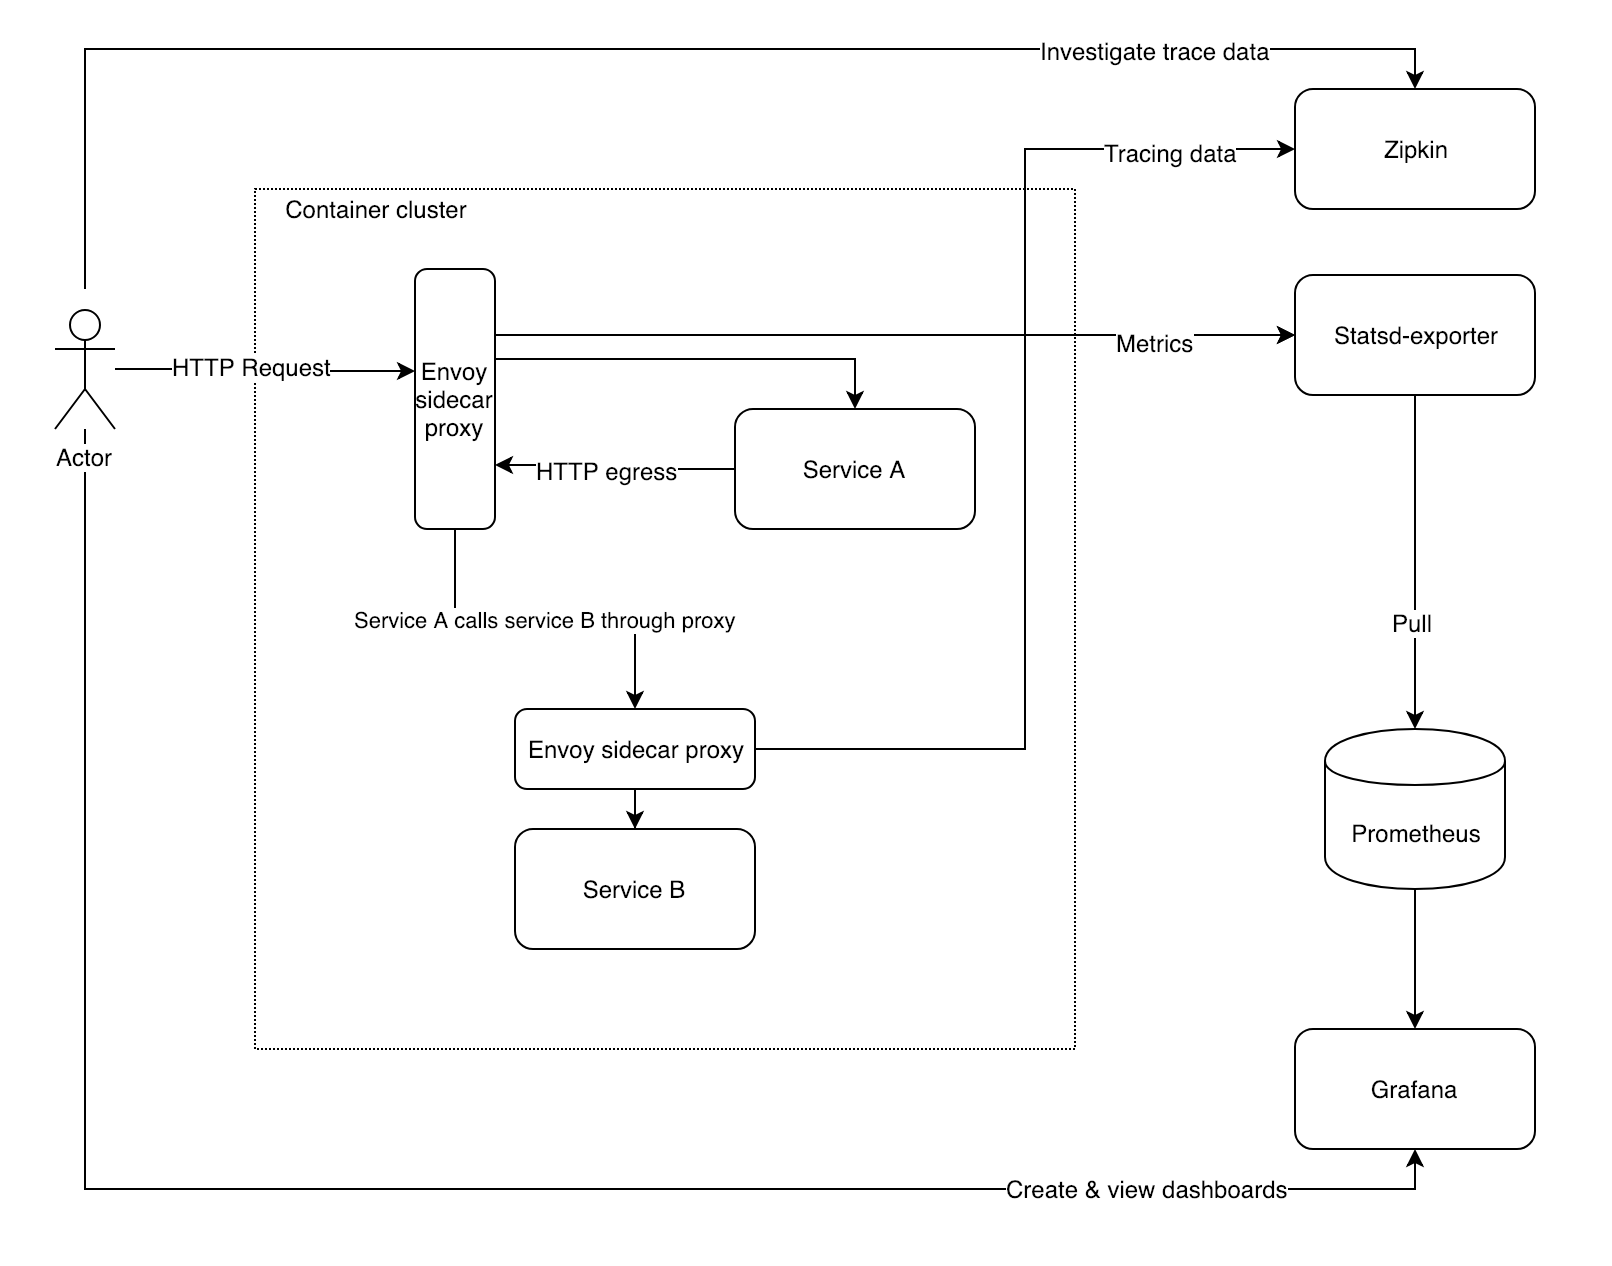 Investigate trace data
Zipkin
Tracing data
Container cluster
HTTP Request
Envoy
sidecar
proxy
Metrics
Statsd-exporter
Actor
HTTP egress
Service A
Service A calls service B through proxy
Pull
Envoy sidecar proxy
Prometheus
Service B
Grafana
Create & view dashboards